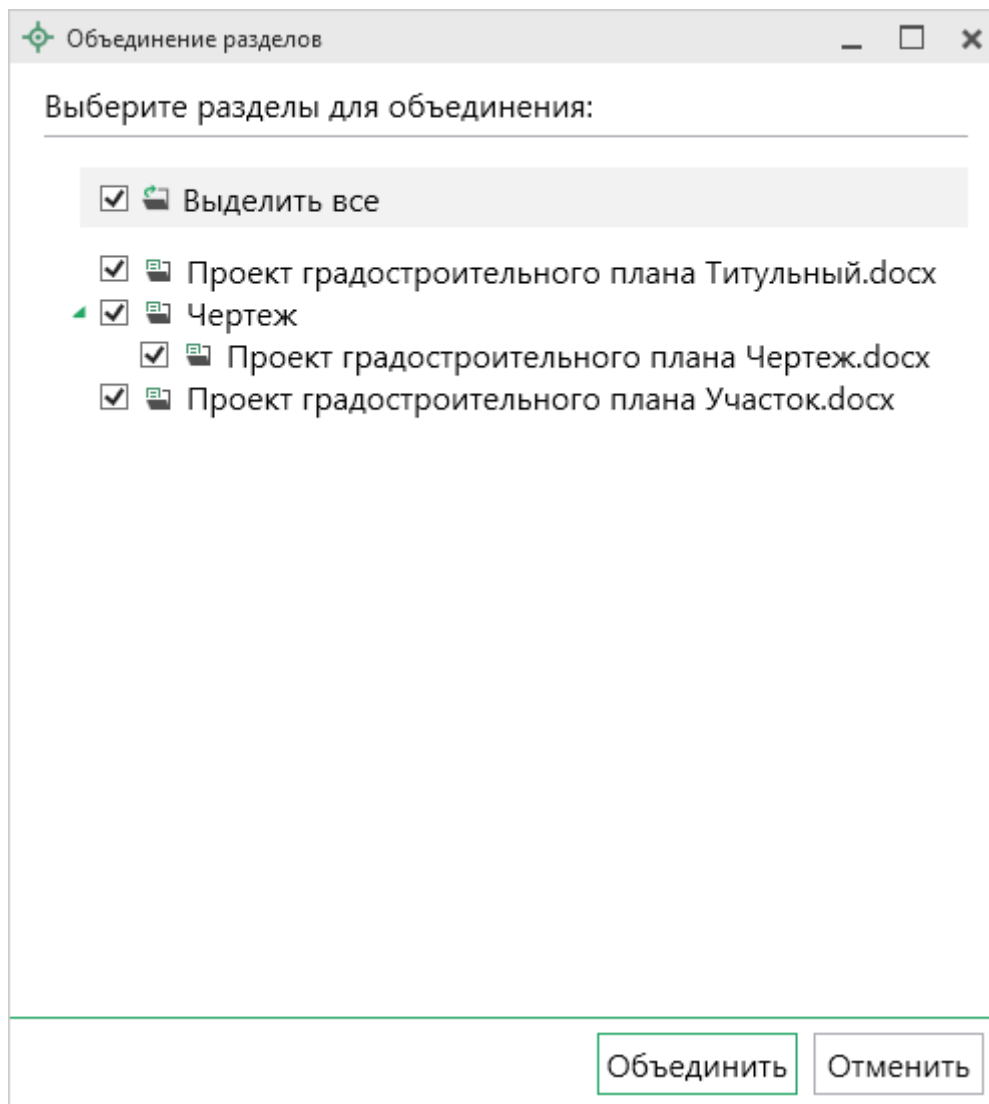 Объединение разделов
Выберите разделы для объединения:
Выделить все
Проект градостроительного плана Титульный.docx
Чертеж
Проект градостроительного плана Чертеж.docx
Проект градостроительного плана Участок.docx
Объединить Отменить